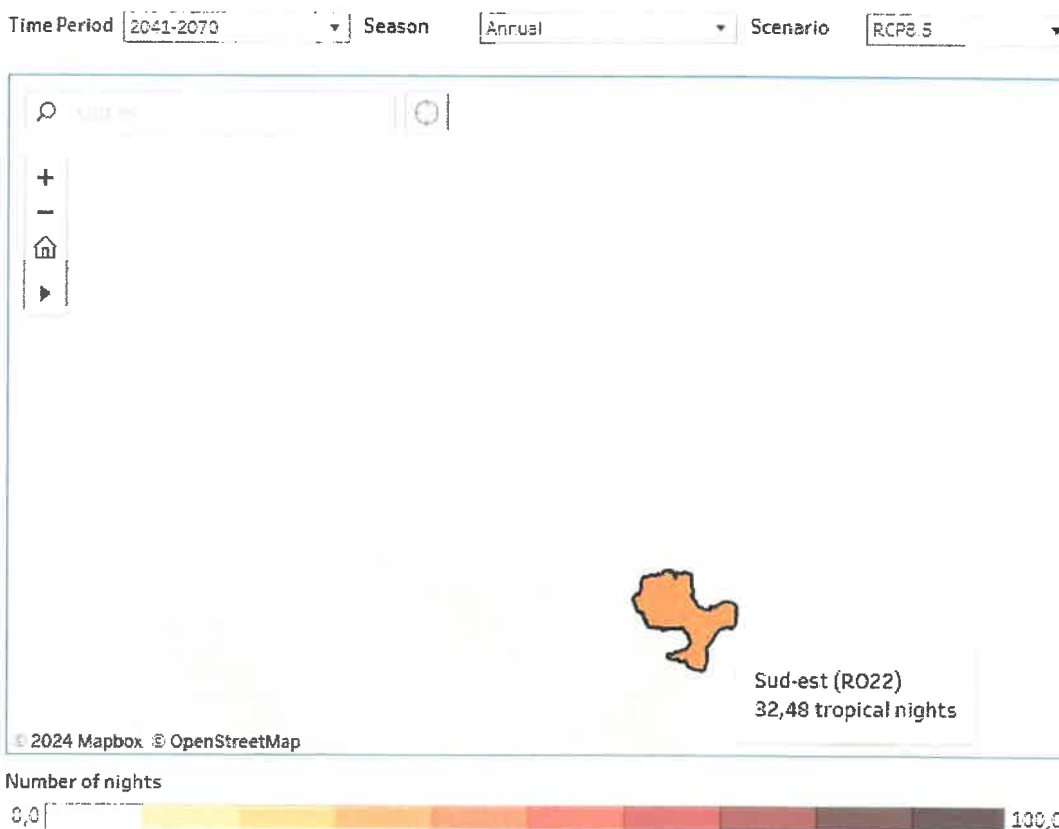 Time Period 2041-2070 Season Annual Scenario RCP8.5
Sud-est (RO22)
32,48 tropical nights
© 2024 Mapbox © OpenStreetMap
Number of nights
0,0 100,0